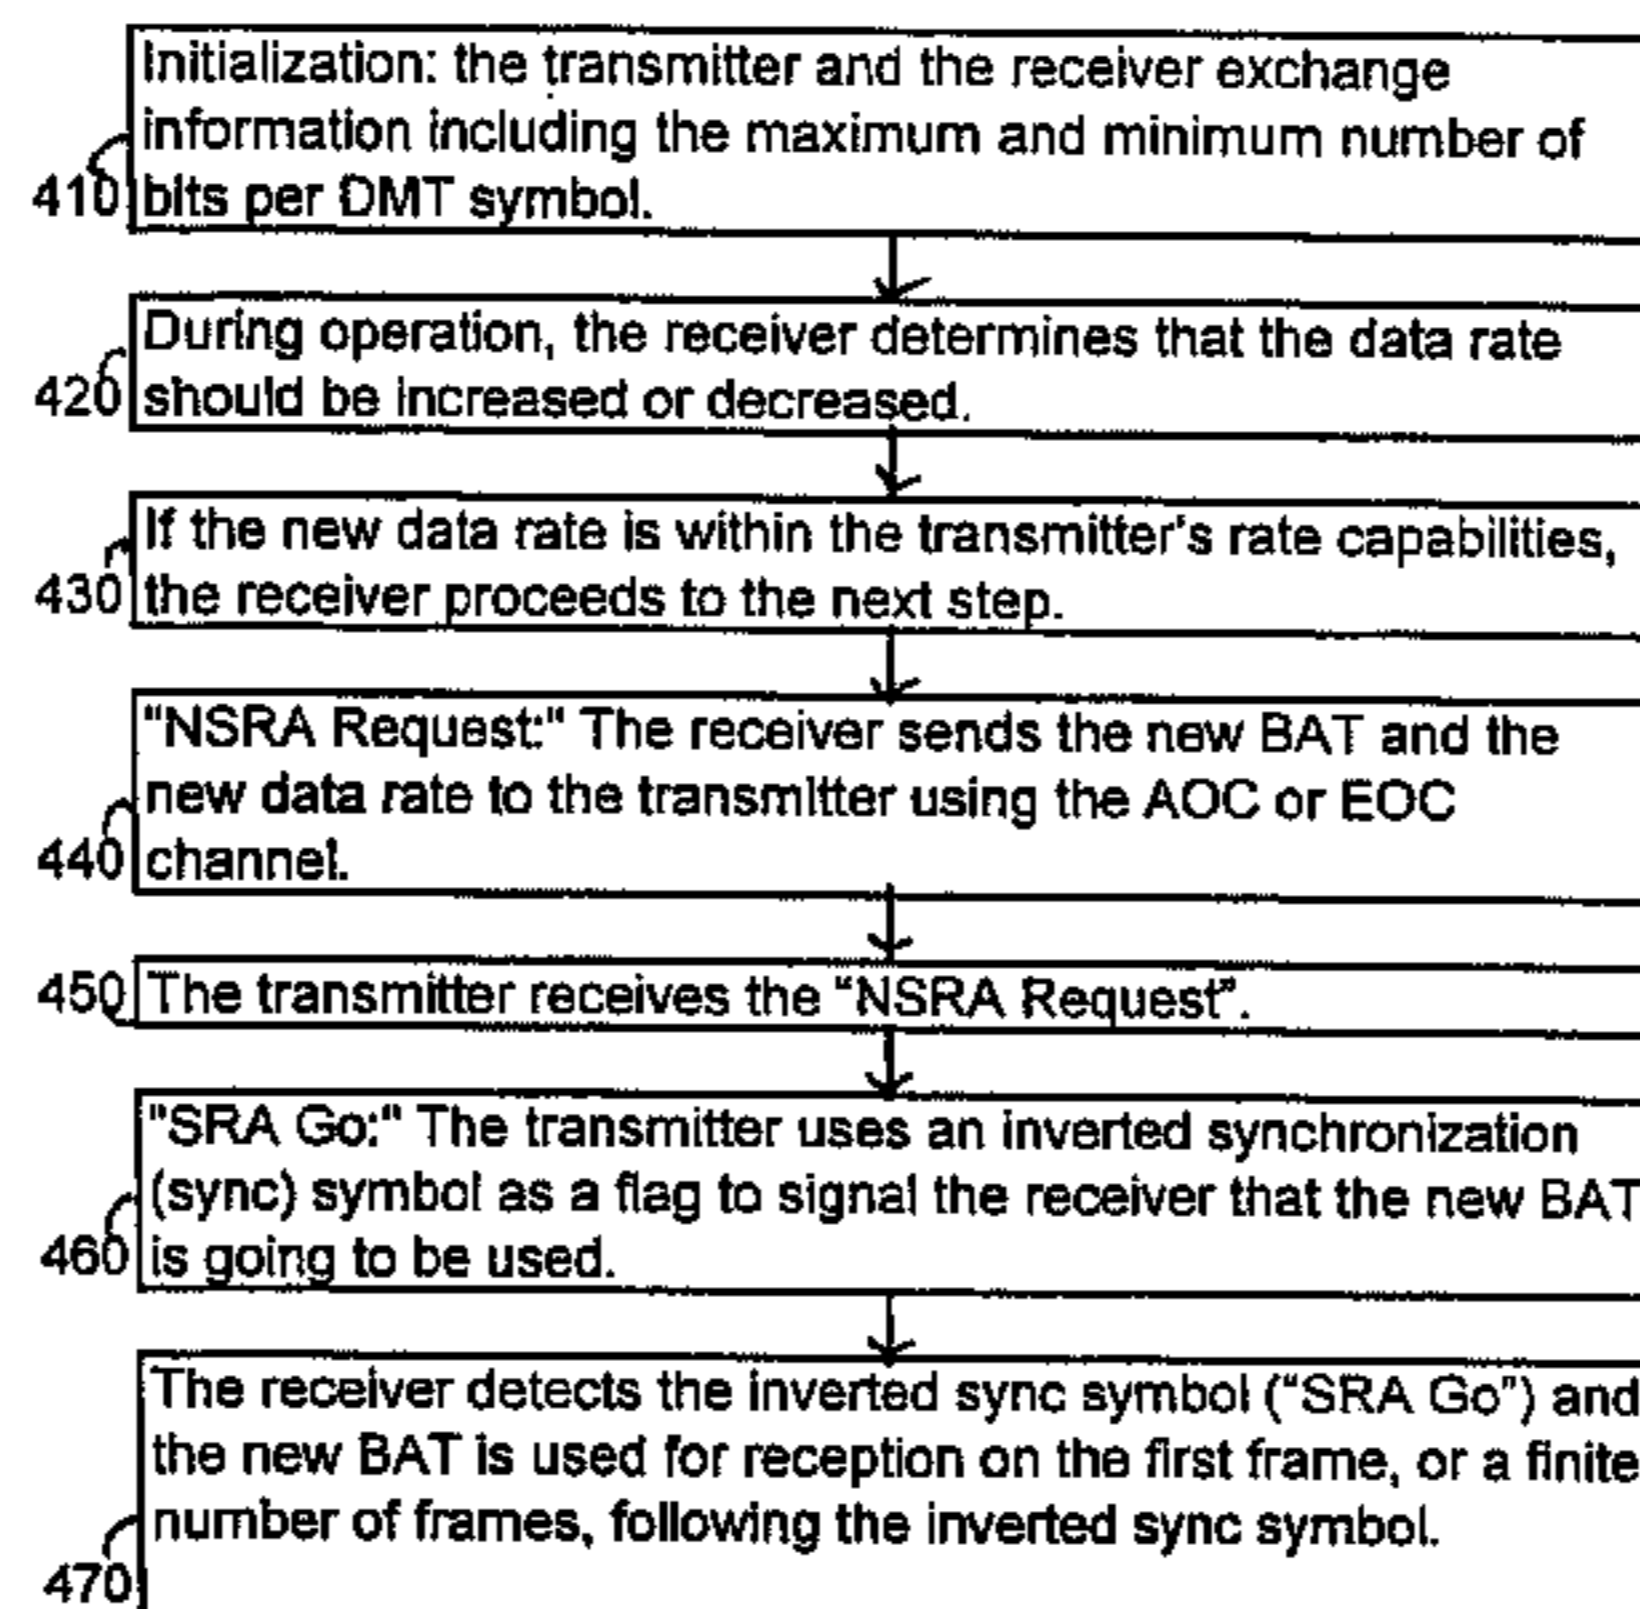 Initialization: the transmitter and the receiver exchange
information including the maximum and minimum number of
410 bits per DMT symbol.
During operation, the receiver determines that the data rate
420 should be increased or decreased.
If the new data rate is within the transmitter's rate capabilities,
430 the receiver proceeds to the next step.
"NSRA Request:" The receiver sends the new BAT and the
new data rate to the transmitter using the AOC or EOC
440 channel.
450 The transmitter receives the “NSRA Request”.
"SRA Go:" The transmitter uses an inverted synchronization
(sync) symbol as a flag to signal the receiver that the new BAT
460 is going to be used.
The receiver detects the inverted sync symbol (“SRA Go”) and
the new BAT is used for reception on the first frame, or a finite
number of frames, following the inverted sync symbol.
470